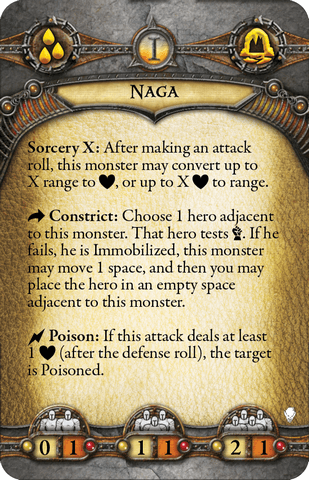 I
Naga
Sorcery X: After making an attack
roll, this monster may convert up to
X range to ♥, or up to X ♥ to range.
Constrict: Choose 1 hero adjacent
to this monster. That hero tests . If he
fails, he is Immobilized, this monster
may move 1 space, and then you may
place the hero in an empty space
adjacent to this monster.
Poison: If this attack deals at least
1 ♥ (after the defense roll), the target
is Poisoned.
0 1 1 1 2 1